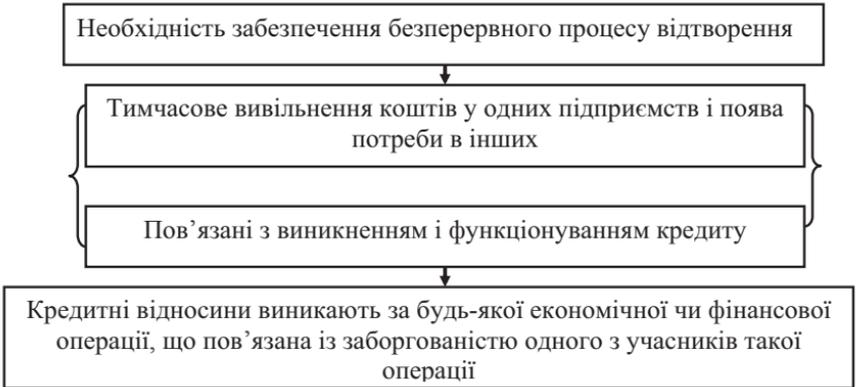 Необхідність забезпечення безперервного процесу відтворення
Тимчасове вивільнення коштів у одних підприємств і поява
потреби в інших
Пов’язані з виникненням і функціонуванням кредиту
Кредитні відносини виникають за будь-якої економічної чи фінансової
операції, що пов’язана із заборгованістю одного з учасників такої
операції